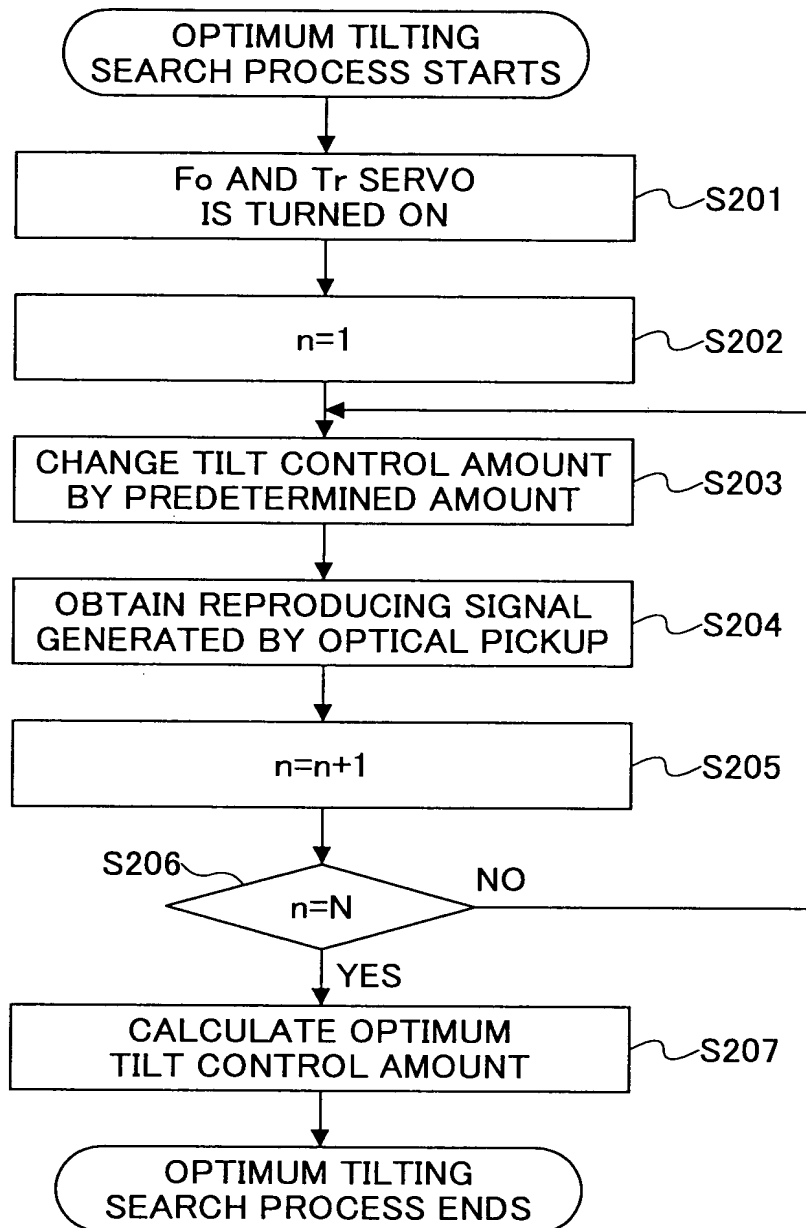 OPTIMUM TILTING
SEARCH PROCESS STARTS
Fo AND Tr SERVO
IS TURNED ON
S201
n=1
S202
CHANGE TILT CONTROL AMOUNT
BY PREDETERMINED AMOUNT
S203
OBTAIN REPRODUCING SIGNAL
GENERATED BY OPTICAL PICKUP
S204
n=n+1
S205
S206
n=N
NO
YES
CALCULATE OPTIMUM
TILT CONTROL AMOUNT
S207
OPTIMUM TILTING
SEARCH PROCESS ENDS